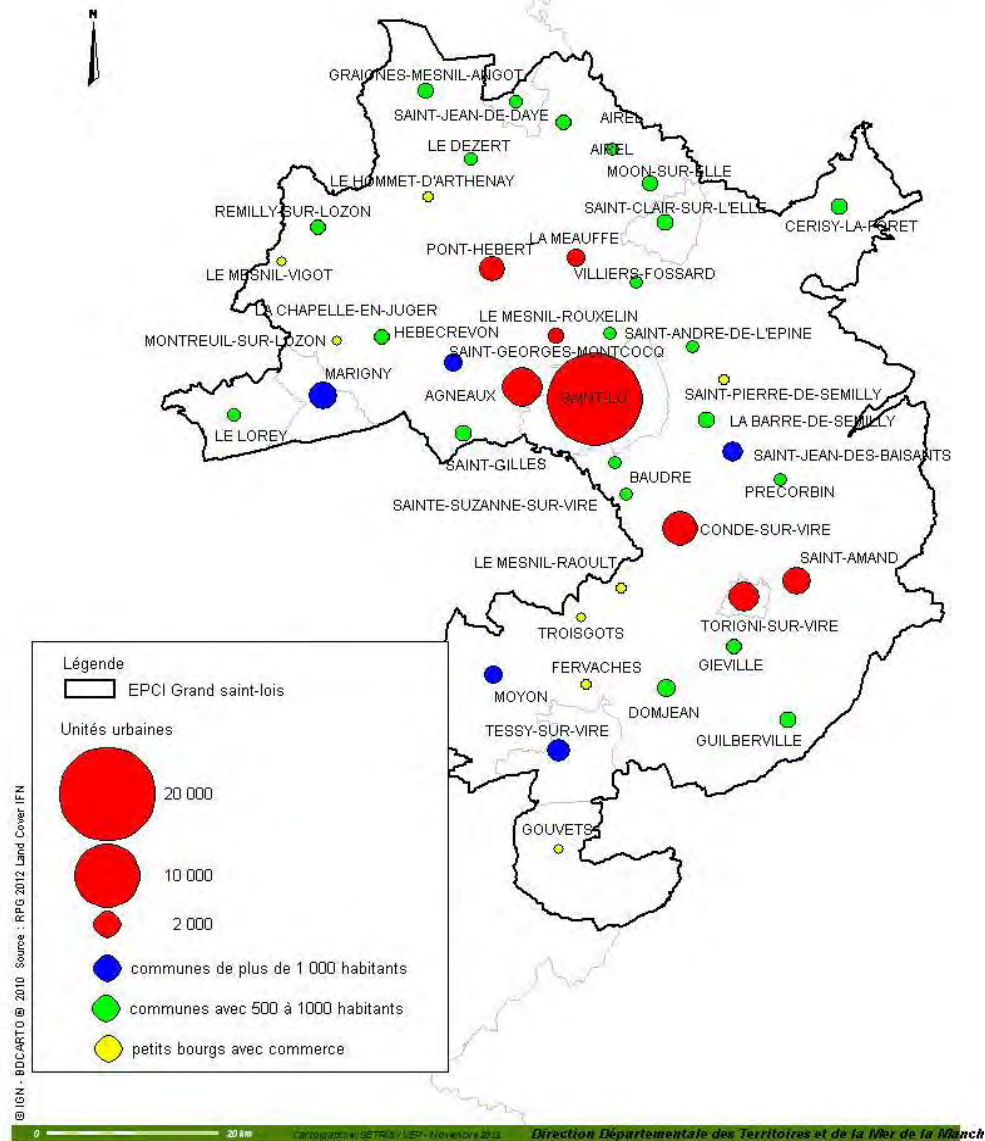 N
GRAIGNES-MESNIL-ANGOT
SAINT-JEAN-DE-DAYE
AIREL
LE DEZERT
AIREL
MOON-SUR-ELLE
LE HOMMET-D'ARTHENAY
REMILLY-SUR-LOZON
SAINT-CLAIR-SUR-L'ELLE
CERISY-LA-FORET
LA MEAUFFE
PONT-HEBERT
LE MESNIL-VIGOT
VILLIERS-FOSSARD
LA CHAPELLE-EN-JUGER
LE MESNIL-ROUXELIN
HEBECREVON
SAINT-ANDRE-DE-L'EPINE
MONTREUIL-SUR-LOZON
SAINT-GEORGES-MONTCOCQ
MARIGNY
AGNEAUX
SAINT-LO
SAINT-PIERRE-DE-SEMILLY
LA BARRE-DE-SEMILLY
LE LOREY
SAINT-JEAN-DES-BAISANTS
SAINT-GILLES
BAUDRE
PRECORBIN
SAINTE-SUZANNE-SUR-VIRE
CONDE-SUR-VIRE
SAINT-AMAND
LE MESNIL-RAOULT
TORIGNI-SUR-VIRE
TROISGOTS
GIEVILLE
FERVACHES
MOYON
DOMJEAN
TESSY-SUR-VIRE
GUILBERVILLE
GOUVETS
Légende
EPCI Grand saint-lois
Unités urbaines
20 000
10 000
2 000
communes de plus de 1 000 habitants
communes avec 500 à 1000 habitants
petits bourgs avec commerce
© IGN - BDCARTO ® 2010 Source : RPG 2012 Land Cover IFN
0 20 km
Direction Départementale des Territoires et de la Mer de la Manch